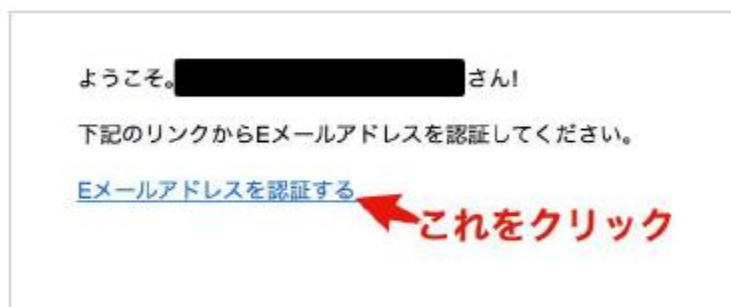 ようこそ。さん!
下記のリンクからEメールアドレスを認証してください。
Eメールアドレスを認証する
これをクリック